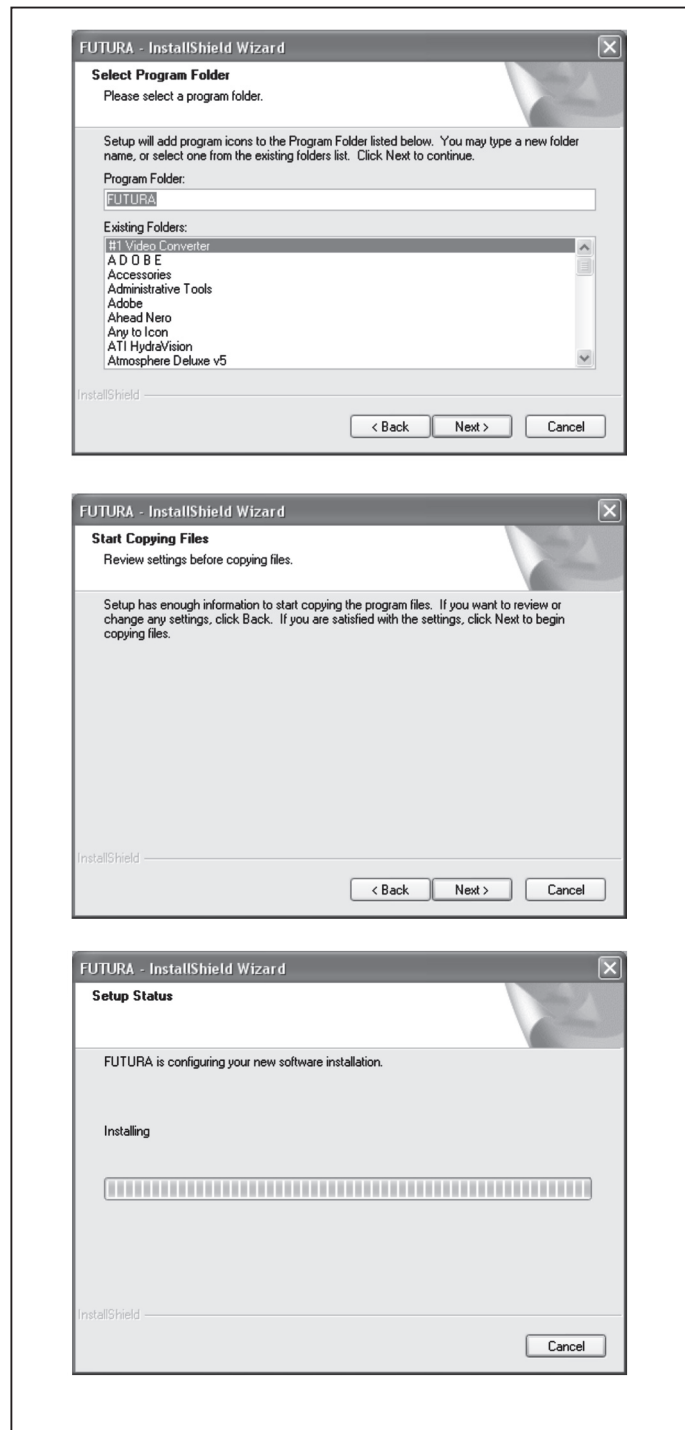 FUTURA - InstallShield Wizard
Select Program Folder
Please select a program folder.
Setup will add program icons to the Program Folder listed below. You may type a new folder
name, or select one from the existing folders list. Click Next to continue.
Program Folder:
FUTURA
Existing Folders:
#1 Video Converter
A D O B E
Accessories
Administrative Tools
Adobe
Ahead Nero
Any to Icon
ATI HydraVision
Atmosphere Deluxe v5
InstallShield
< Back Next > Cancel
FUTURA - InstallShield Wizard
Start Copying Files
Review settings before copying files.
Setup has enough information to start copying the program files. If you want to review or
change any settings, click Back. If you are satisfied with the settings, click Next to begin
copying files.
InstallShield
< Back Next > Cancel
FUTURA - InstallShield Wizard
Setup Status
FUTURA is configuring your new software installation.
Installing
InstallShield
Cancel